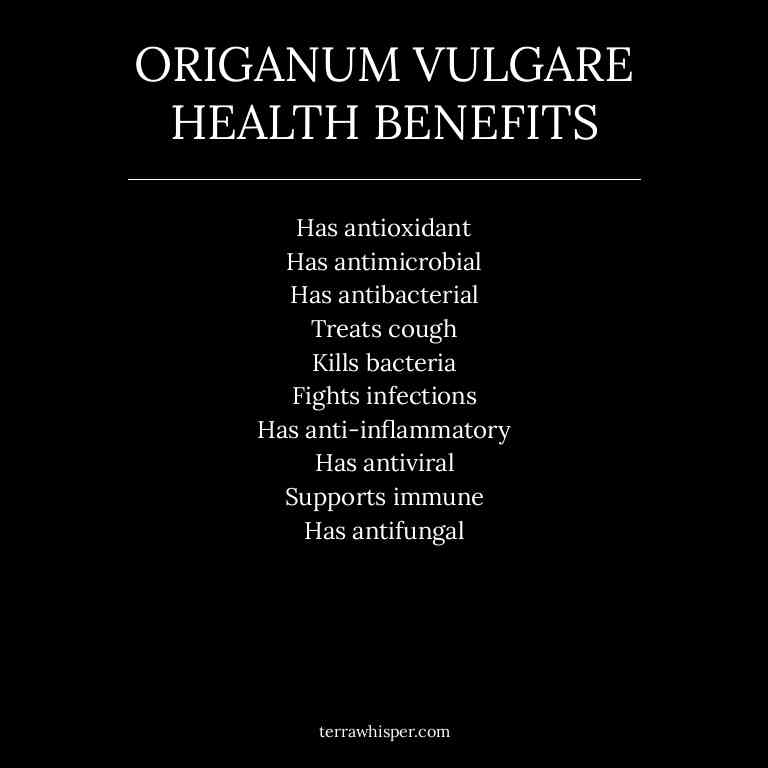 ORIGANUM VULGARE
HEALTH BENEFITS
Has antioxidant
Has antimicrobial
Has antibacterial
Treats cough
Kills bacteria
Fights infections
Has anti-inflammatory
Has antiviral
Supports immune
Has antifungal
terrawhisper.com